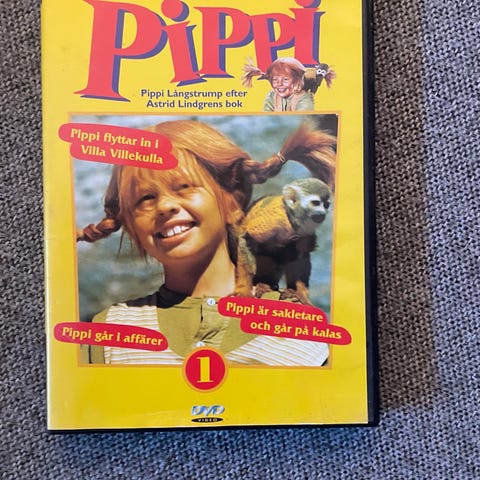 Pippi
Pippi Långstrump efter
Astrid Lindgrens bok
Pippi flyttar in i
Villa Villekulla
Pippi är sakletare
och går på kalas
Pippi går i affärer
1
DVD
VIDEO